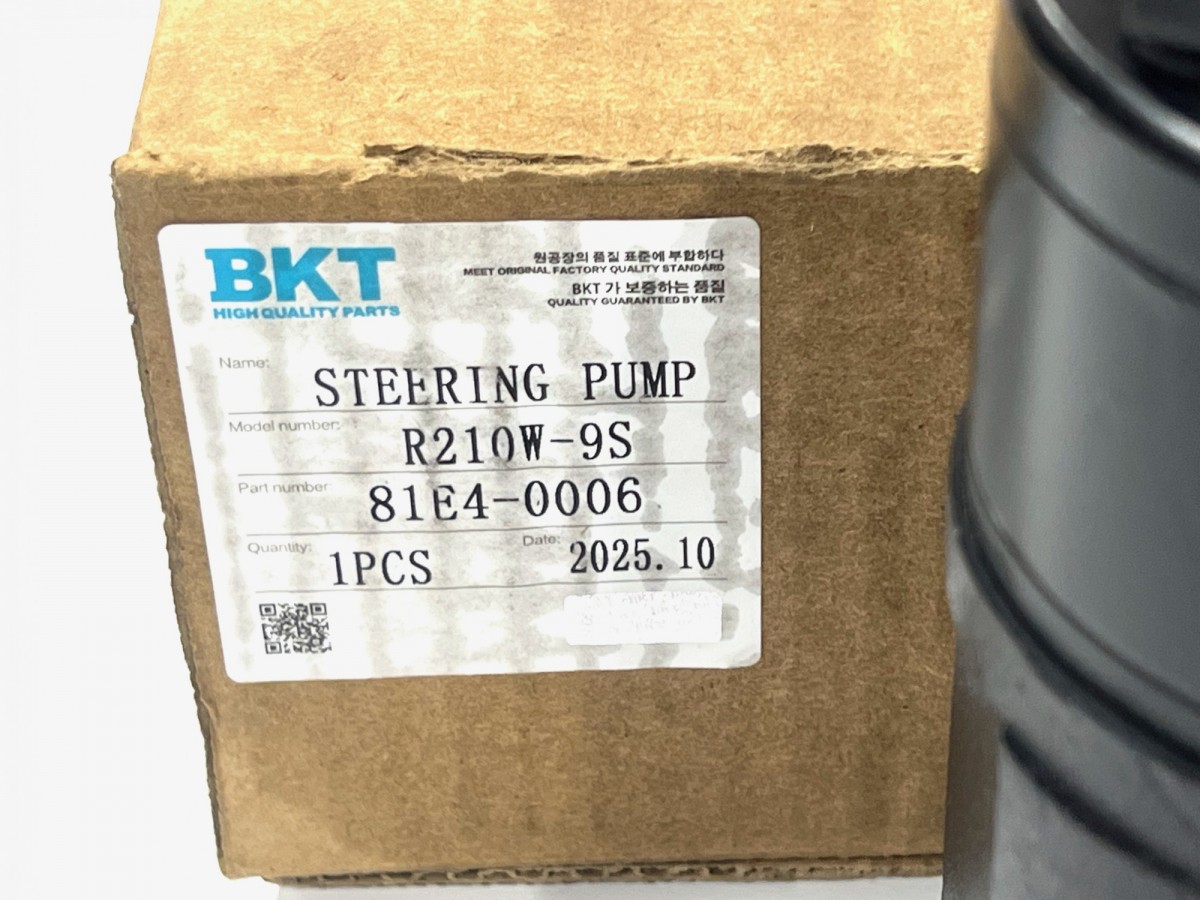 BKT
HIGH QUALITY PARTS
원공장의 품질 표준에 부합하다
MEET ORIGINAL FACTORY QUALITY STANDARD
BKT 가 보증하는 품질
QUALITY GUARANTEED BY BKT
Name: STEERING PUMP
Model number: R210W-9S
Part number: 81E4-0006
Quantity: 1PCS Date: 2025.10